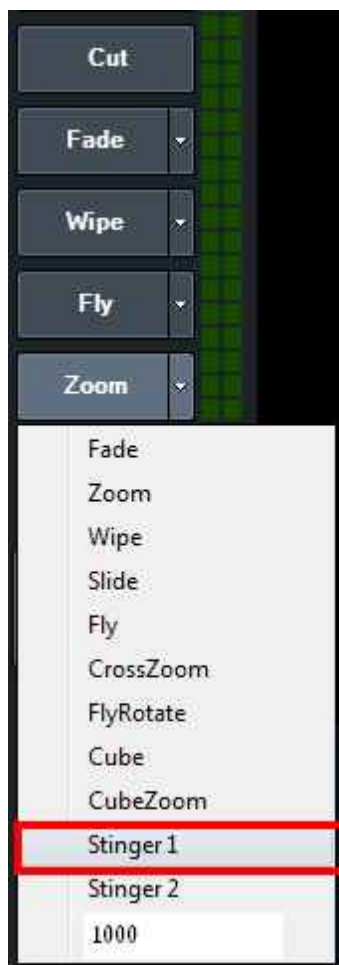 Cut
Fade
Wipe
Fly
Zoom
Fade
Zoom
Wipe
Slide
Fly
CrossZoom
FlyRotate
Cube
CubeZoom
Stinger 1
Stinger 2
1000